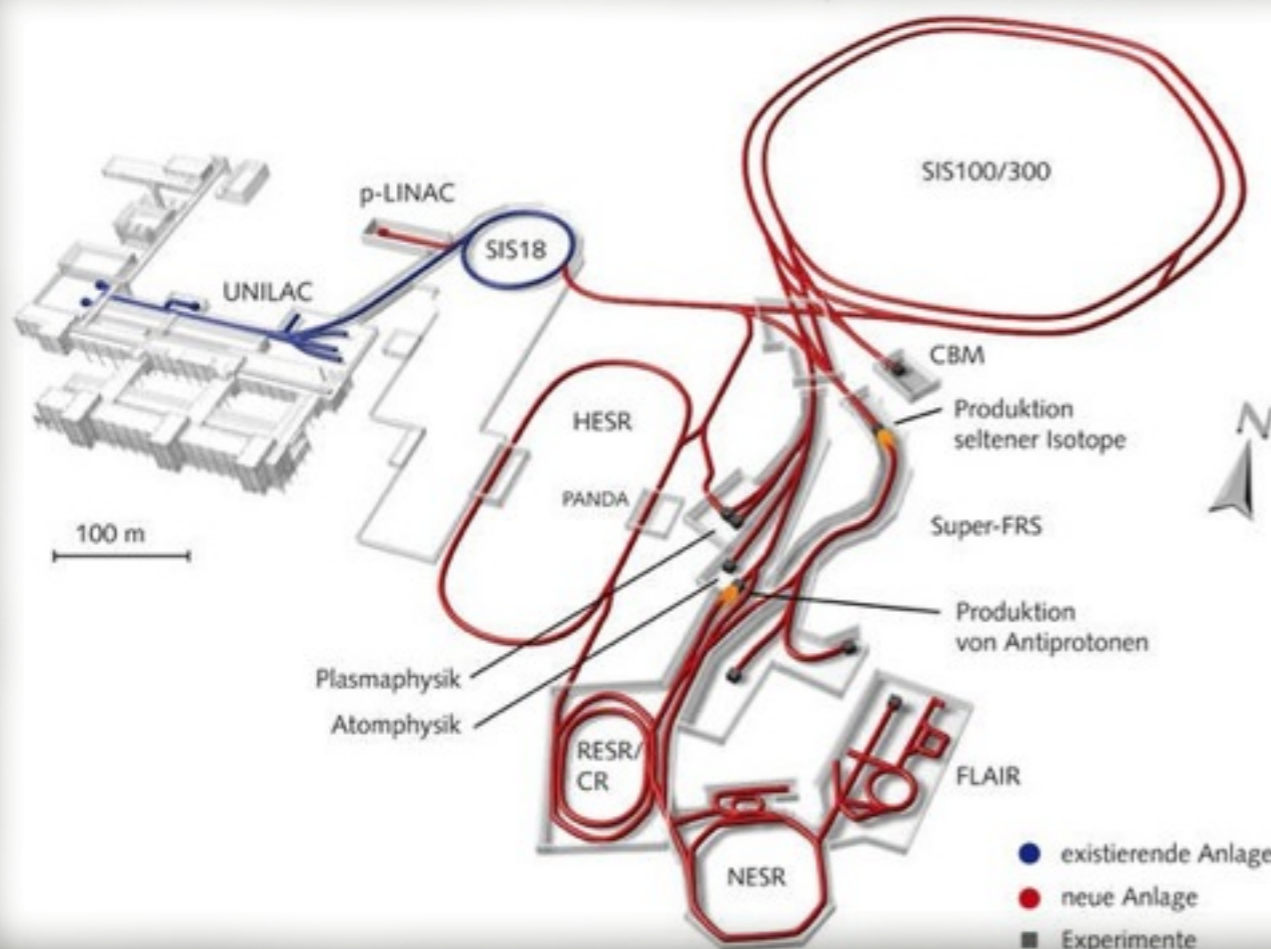 SIS100/300
p-LINAC
SIS18
UNILAC
CBM
HESR
Produktion
seltener Isotope
N
PANDA
100 m
Super-FRS
Produktion
von Antiprotonen
Plasmaphysik
Atomphysik
RESR/
CR
FLAIR
NESR
existierende Anlage
neue Anlage
Experimente